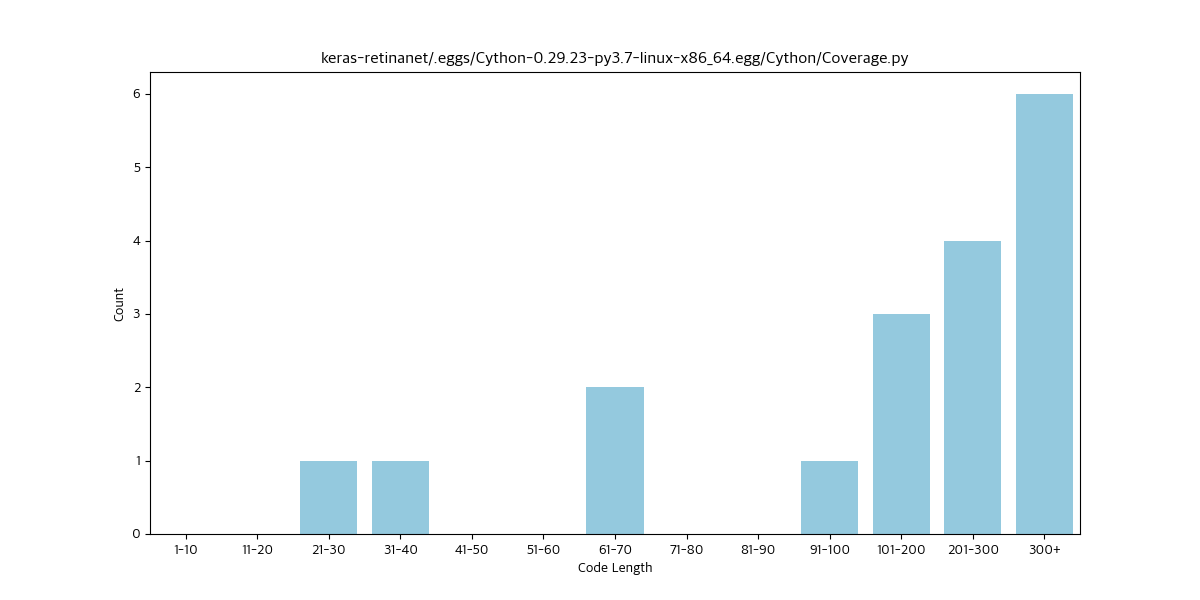 keras-retinanet/.eggs/Cython-0.29.23-py3.7-linux-x86_64.egg/Cython/Coverage.py
6
5
4
3
2
1
0
Count
1-10 11-20 21-30 31-40 41-50 51-60 61-70 71-80 81-90 91-100 101-200 201-300 300+
Code Length